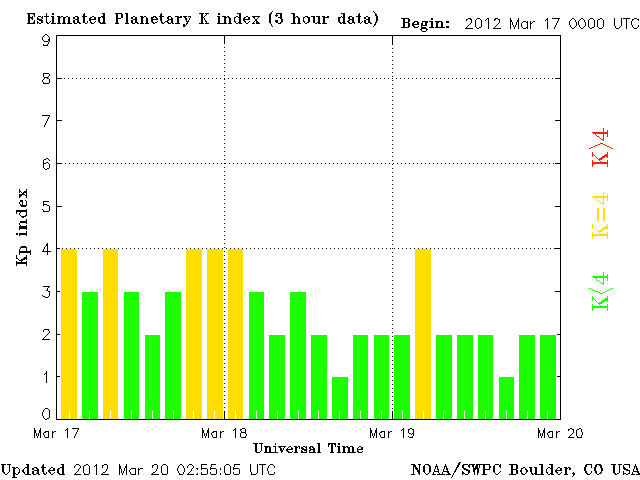 Estimated Planetary K index (3 hour data) Begin: 2012 Mar 17 0000 UTC
9
8
7
6
5
4
3
2
1
0
Kp index
K>4
K=4
K<4
Mar 17 Mar 18 Mar 19 Mar 20
Universal Time
Updated 2012 Mar 20 02:55:05 UTC NOAA/SWPC Boulder, CO USA